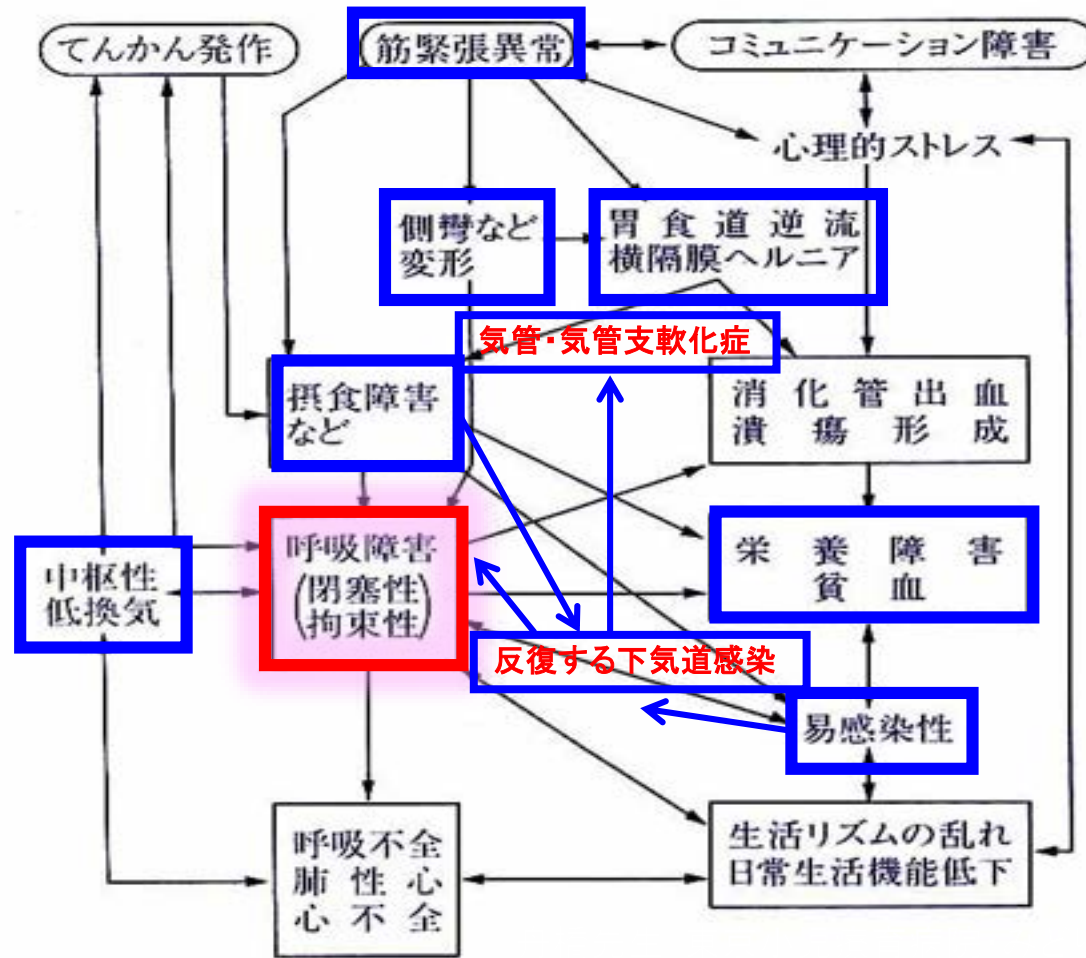 てんかん発作
筋緊張異常
コミュニケーション障害
心理的ストレス
側彎など
変形
胃食道逆流
横隔膜ヘルニア
気管・気管支軟化症
摂食障害
など
消化管出血
潰瘍形成
中枢性
低換気
呼吸障害
(閉塞性)
(拘束性)
栄養障害
貧血
反復する下気道感染
易感染性
呼吸不全
肺性心
心不全
生活リズムの乱れ
日常生活機能低下